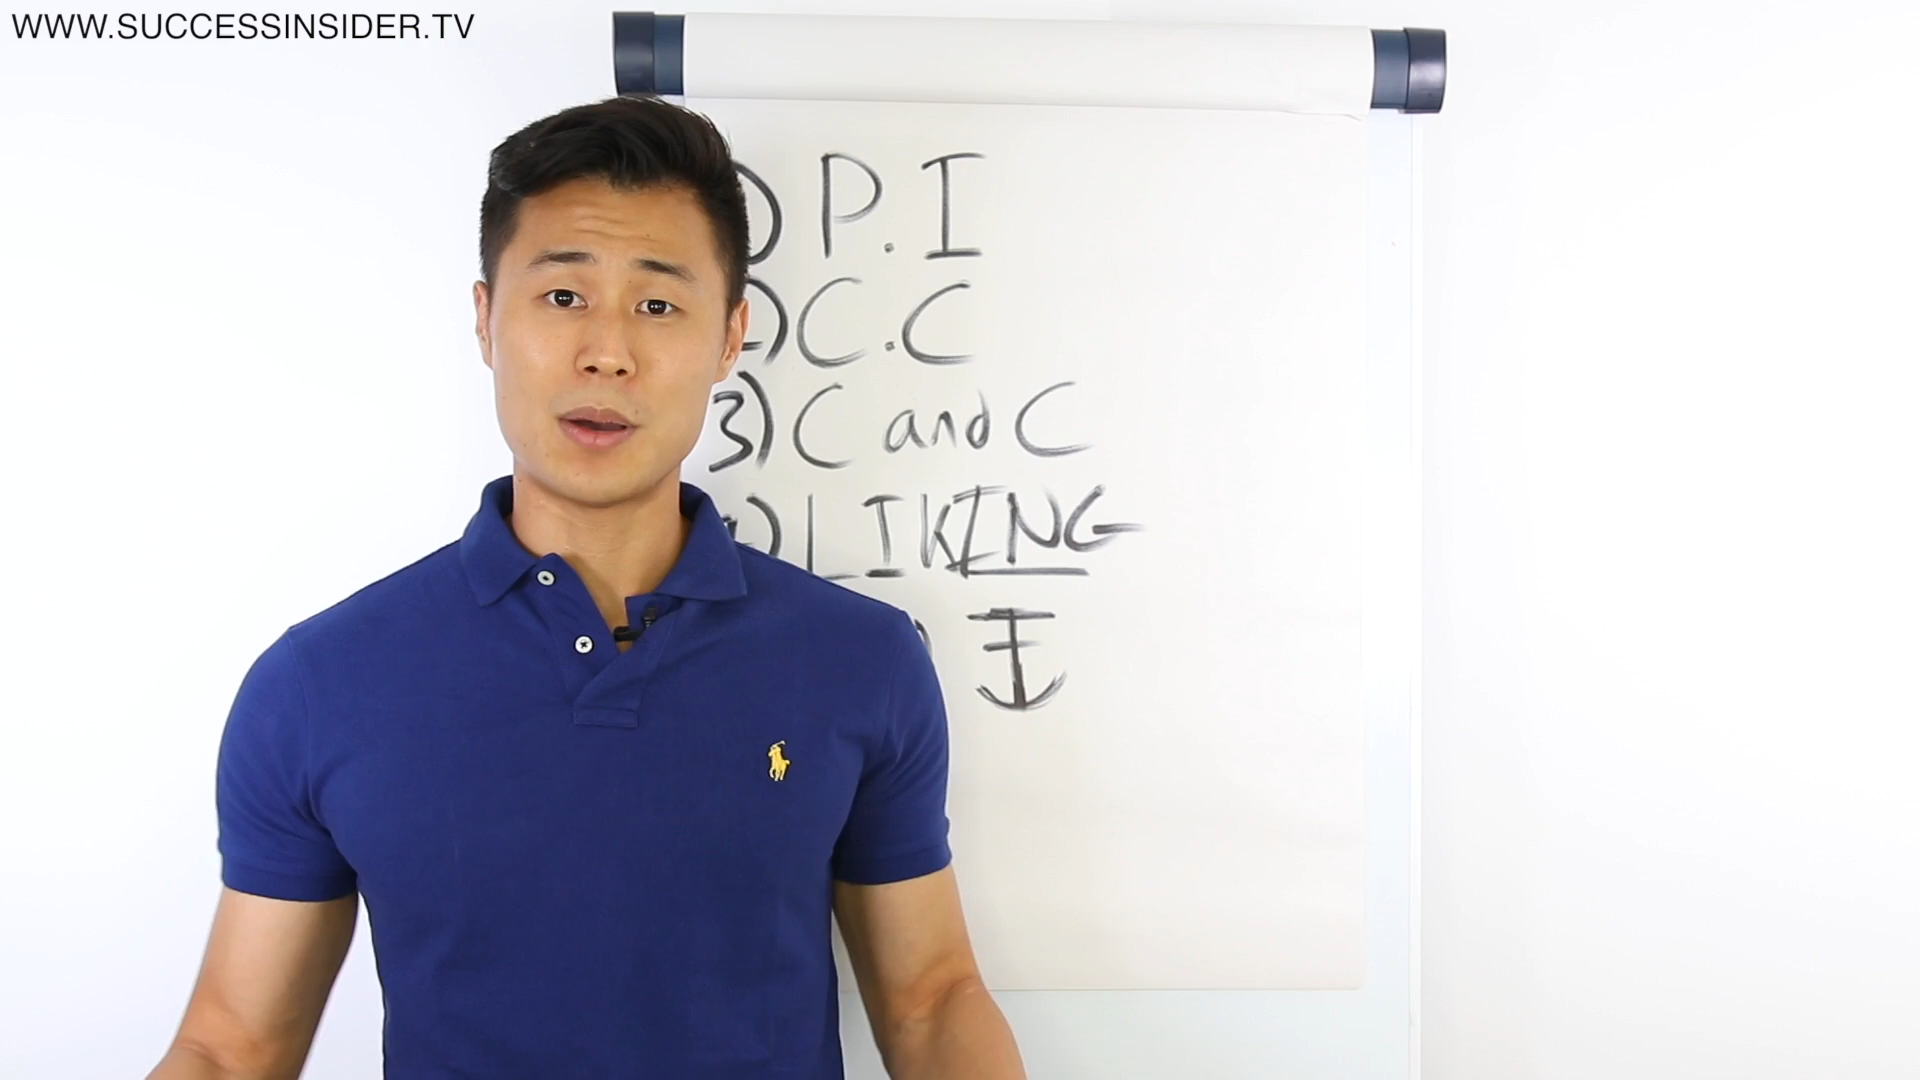 WWW.SUCCESSINSIDER.TV
) P.I
) C.C
3) C and C
) LIKING